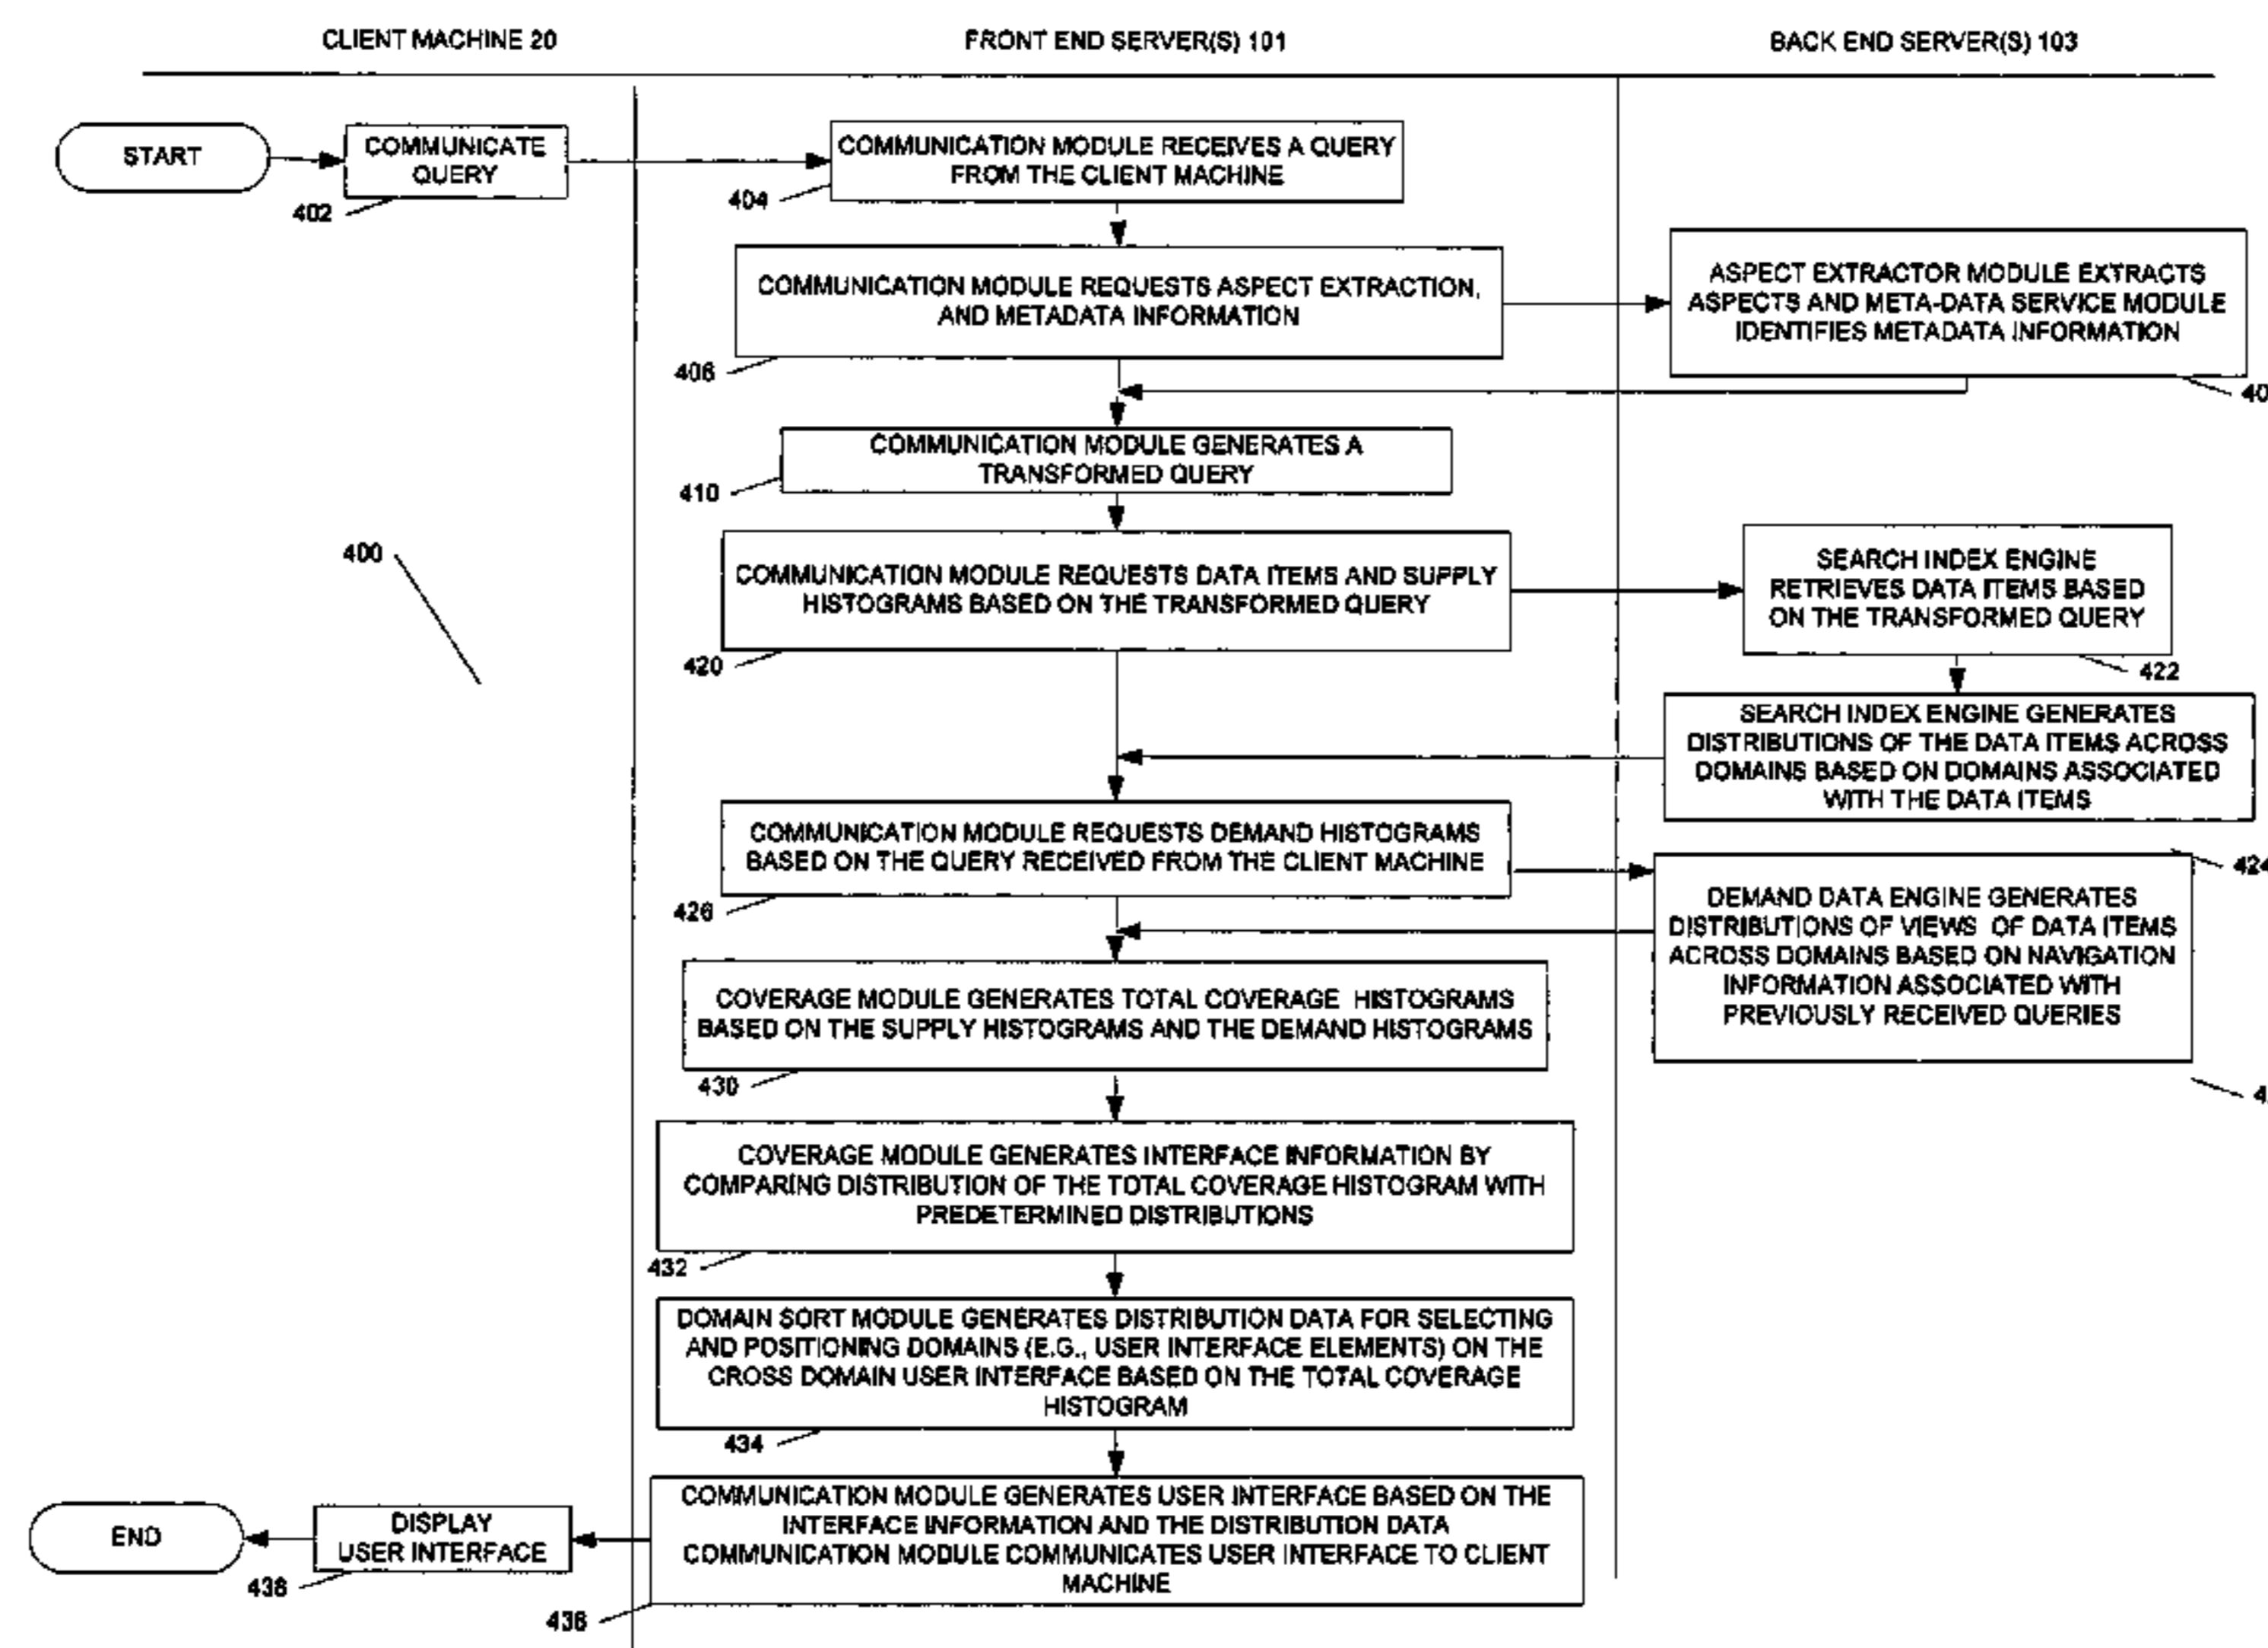 CLIENT MACHINE 20
FRONT END SERVER(S) 101
BACK END SERVER(S) 103
START
COMMUNICATE
QUERY
402
COMMUNICATION MODULE RECEIVES A QUERY
FROM THE CLIENT MACHINE
404
COMMUNICATION MODULE REQUESTS ASPECT EXTRACTION,
AND METADATA INFORMATION
406
ASPECT EXTRACTOR MODULE EXTRACTS
ASPECTS AND META-DATA SERVICE MODULE
IDENTIFIES METADATA INFORMATION
40
COMMUNICATION MODULE GENERATES A
TRANSFORMED QUERY
410
400
COMMUNICATION MODULE REQUESTS DATA ITEMS AND SUPPLY
HISTOGRAMS BASED ON THE TRANSFORMED QUERY
420
SEARCH INDEX ENGINE
RETRIEVES DATA ITEMS BASED
ON THE TRANSFORMED QUERY
422
SEARCH INDEX ENGINE GENERATES
DISTRIBUTIONS OF THE DATA ITEMS ACROSS
DOMAINS BASED ON DOMAINS ASSOCIATED
WITH THE DATA ITEMS
424
COMMUNICATION MODULE REQUESTS DEMAND HISTOGRAMS
BASED ON THE QUERY RECEIVED FROM THE CLIENT MACHINE
426
DEMAND DATA ENGINE GENERATES
DISTRIBUTIONS OF VIEWS OF DATA ITEMS
ACROSS DOMAINS BASED ON NAVIGATION
INFORMATION ASSOCIATED WITH
PREVIOUSLY RECEIVED QUERIES
4
COVERAGE MODULE GENERATES TOTAL COVERAGE HISTOGRAMS
BASED ON THE SUPPLY HISTOGRAMS AND THE DEMAND HISTOGRAMS
430
COVERAGE MODULE GENERATES INTERFACE INFORMATION BY
COMPARING DISTRIBUTION OF THE TOTAL COVERAGE HISTOGRAM WITH
PREDETERMINED DISTRIBUTIONS
432
DOMAIN SORT MODULE GENERATES DISTRIBUTION DATA FOR SELECTING
AND POSITIONING DOMAINS (E.G., USER INTERFACE ELEMENTS) ON THE
CROSS DOMAIN USER INTERFACE BASED ON THE TOTAL COVERAGE
HISTOGRAM
434
COMMUNICATION MODULE GENERATES USER INTERFACE BASED ON THE
INTERFACE INFORMATION AND THE DISTRIBUTION DATA
COMMUNICATION MODULE COMMUNICATES USER INTERFACE TO CLIENT
MACHINE
436
DISPLAY
USER INTERFACE
438
END